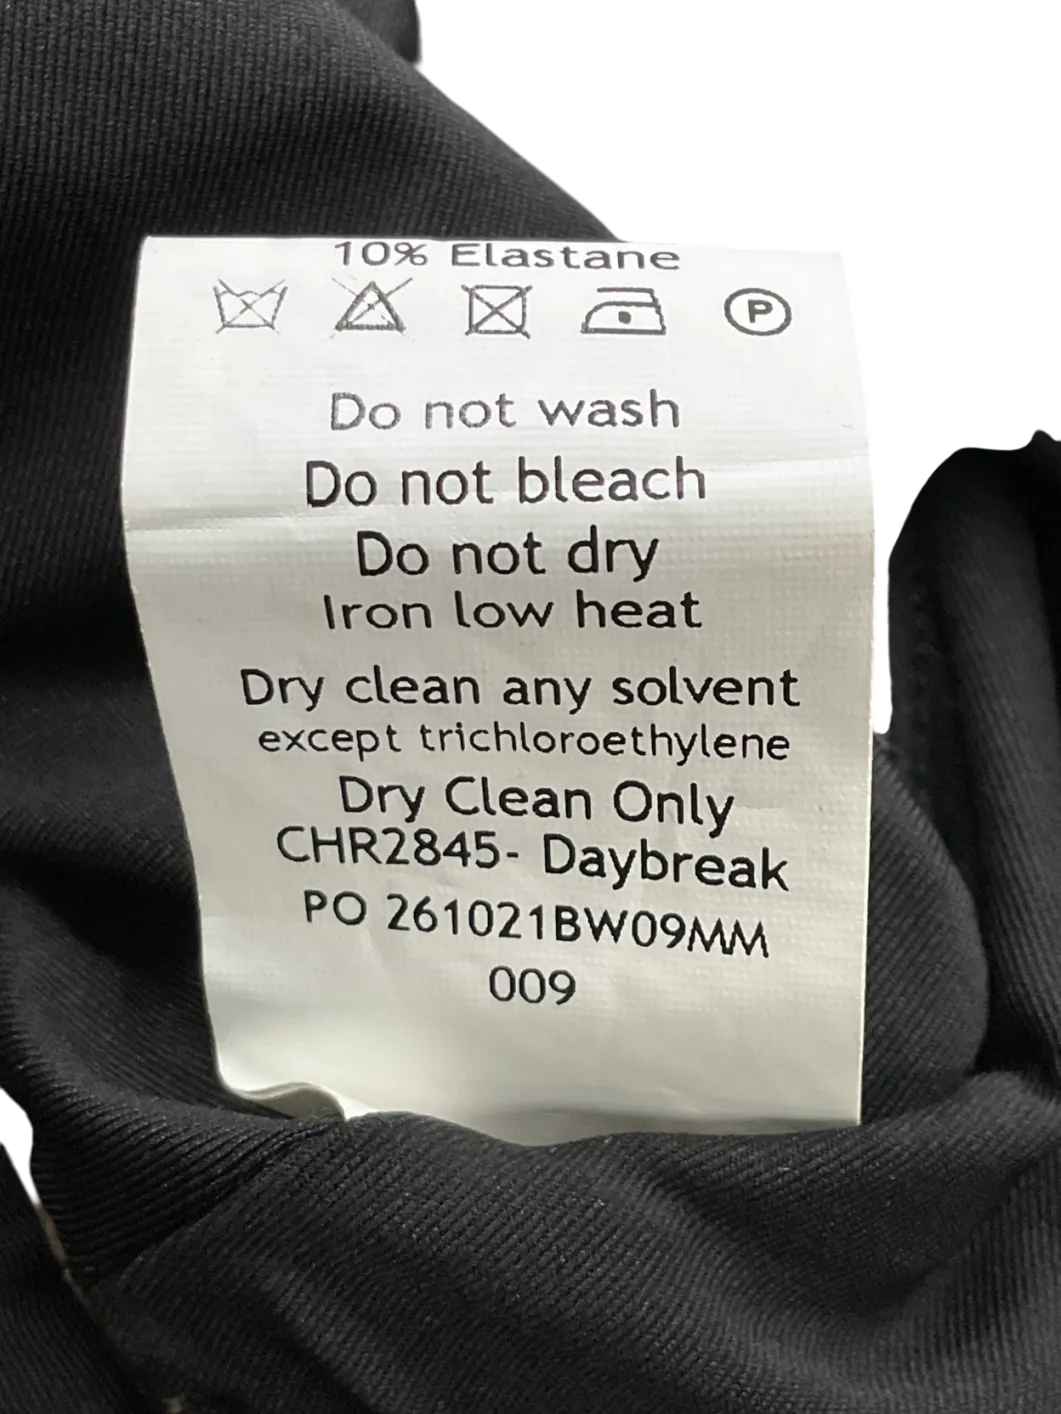 10% Elastane
P
Do not wash
Do not bleach
Do not dry
Iron low heat
Dry clean any solvent
except trichloroethylene
Dry Clean Only
CHR2845- Daybreak
PO 261021BW09MM
009